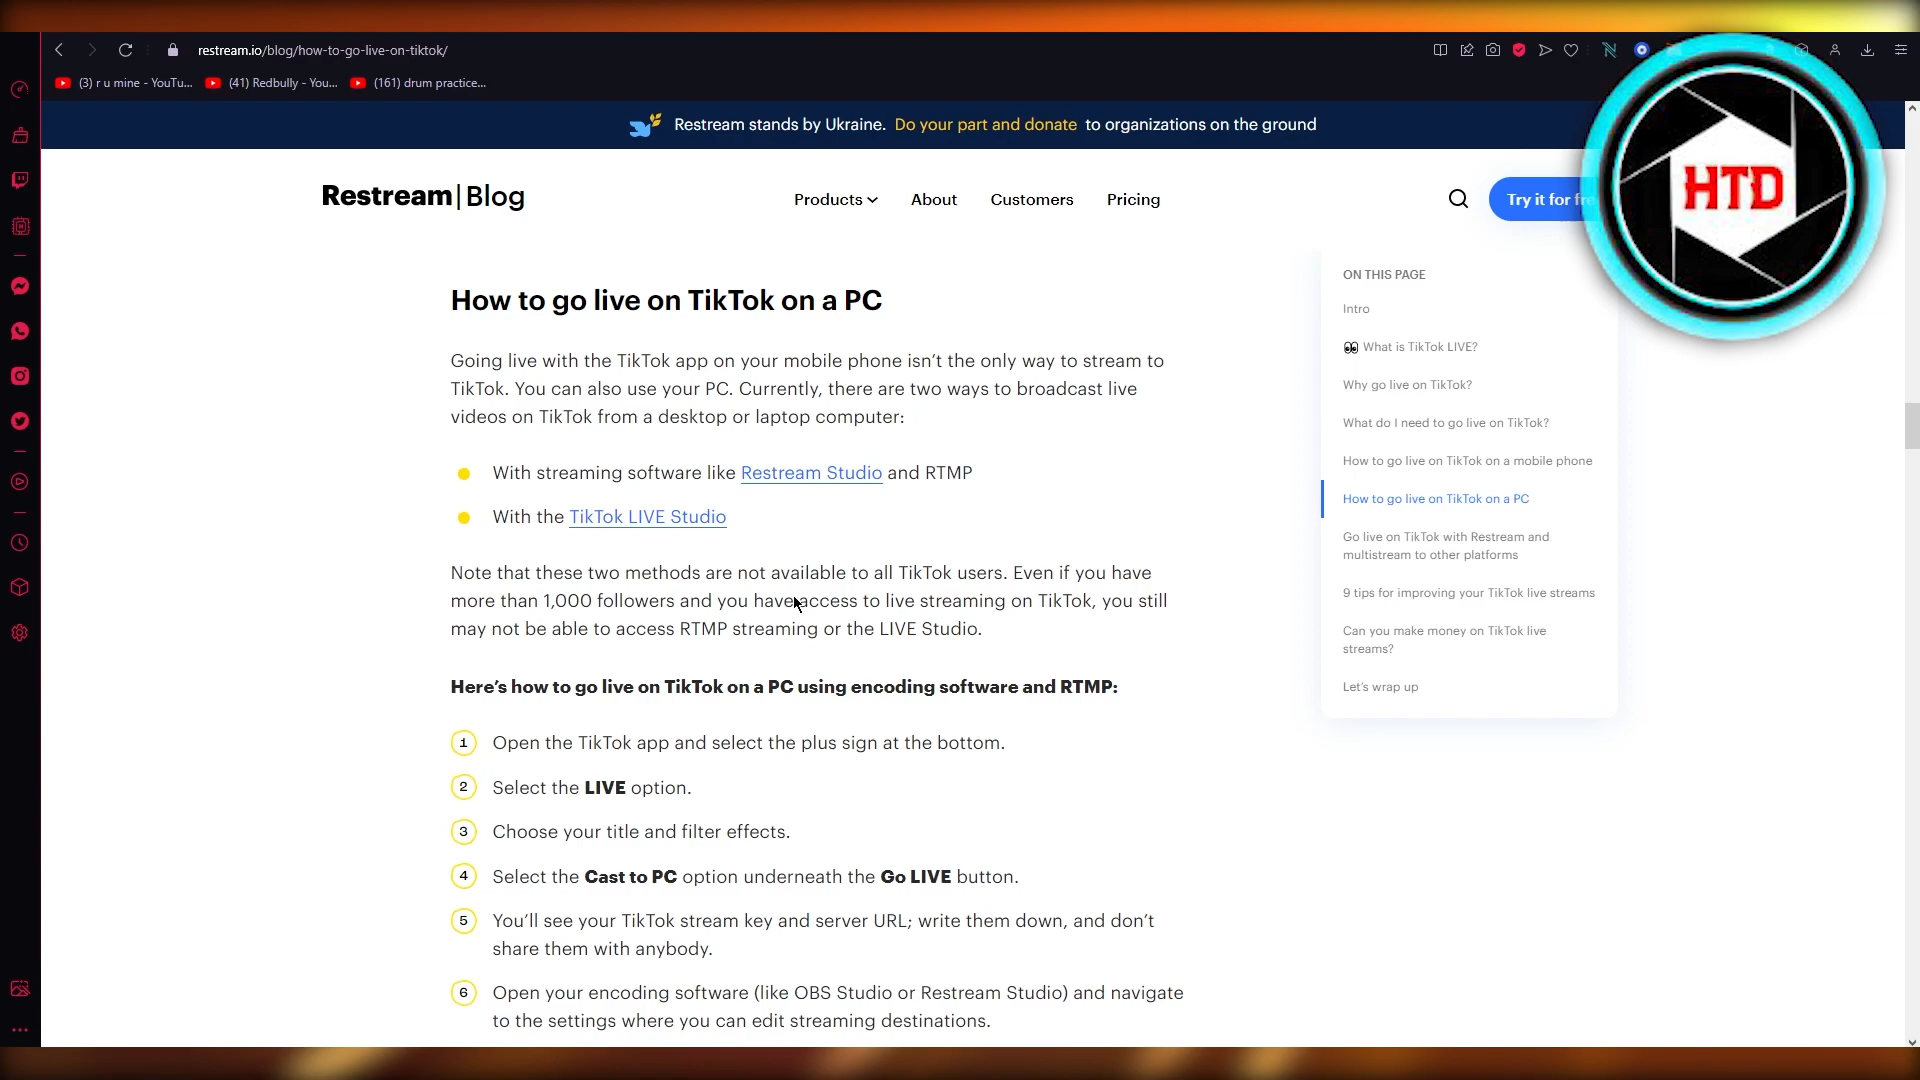 restream.io/blog/how-to-go-live-on-tiktok/
(3) r u mine - YouTu... (41) Redbully - You... (161) drum practice...
Restream stands by Ukraine. Do your part and donate to organizations on the ground
Restream|Blog
Products
About
Customers
Pricing
Try it for fre
HTD
How to go live on TikTok on a PC
Going live with the TikTok app on your mobile phone isn't the only way to stream to
TikTok. You can also use your PC. Currently, there are two ways to broadcast live
videos on TikTok from a desktop or laptop computer:
With streaming software like Restream Studio and RTMP
With the TikTok LIVE Studio
Note that these two methods are not available to all TikTok users. Even if you have
more than 1,000 followers and you have access to live streaming on TikTok, you still
may not be able to access RTMP streaming or the LIVE Studio.
Here's how to go live on TikTok on a PC using encoding software and RTMP:
1 Open the TikTok app and select the plus sign at the bottom.
2 Select the LIVE option.
3 Choose your title and filter effects.
4 Select the Cast to PC option underneath the Go LIVE button.
5 You'll see your TikTok stream key and server URL; write them down, and don't
share them with anybody.
6 Open your encoding software (like OBS Studio or Restream Studio) and navigate
to the settings where you can edit streaming destinations.
ON THIS PAGE
Intro
👀 What is TikTok LIVE?
Why go live on TikTok?
What do I need to go live on TikTok?
How to go live on TikTok on a mobile phone
How to go live on TikTok on a PC
Go live on TikTok with Restream and
multistream to other platforms
9 tips for improving your TikTok live streams
Can you make money on TikTok live
streams?
Let's wrap up